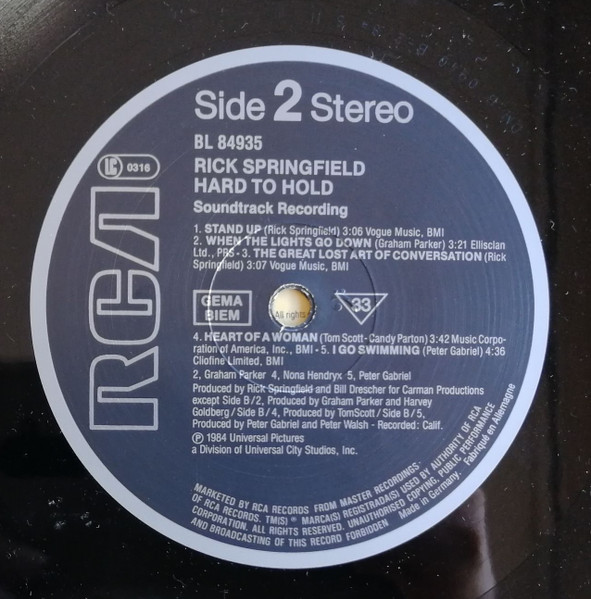 Side 2 Stereo
BL 84935
LC 0316
RICK SPRINGFIELD
HARD TO HOLD
Soundtrack Recording
RCA
1. STAND UP (Rick Springfield) 3:06 Vogue Music, BMI
2. WHEN THE LIGHTS GO DOWN (Graham Parker) 3:21 Elliscian
Ltd., PRS - 3. THE GREAT LOST ART OF CONVERSATION (Rick
Springfield) 3:07 Vogue Music, BMI
GEMA
BIEM
All rights
33
4. HEART OF A WOMAN (Tom Scott-Candy Parton) 3:42 Music Corpo-
ration of America, Inc., BMI - 5. I GO SWIMMING (Peter Gabriel) 4:36
Cliofine Limited, BMI
2, Graham Parker 4, Nona Hendryx 5, Peter Gabriel
Produced by Rick Springfield and Bill Drescher for Carman Productions
except Side B/2, Produced by Graham Parker and Harvey
Goldberg / Side B/4, Produced by TomScott / Side B/5,
Produced by Peter Gabriel and Peter Walsh - Recorded: Calif.
Ⓟ 1984 Universal Pictures
a Division of Universal City Studios, Inc.
MARKETED BY RCA RECORDS FROM MASTER RECORDINGS.
OF RCA RECORDS. TM(S) ® MARCA(S) REGISTRADA(S) USED BY AUTHORITY OF RCA
CORPORATION. ALL RIGHTS RESERVED. UNAUTHORISED COPYING, PUBLIC PERFORMANCE
AND BROADCASTING OF THIS RECORD FORBIDDEN Made in Germany. Fabriqué en Allemagne